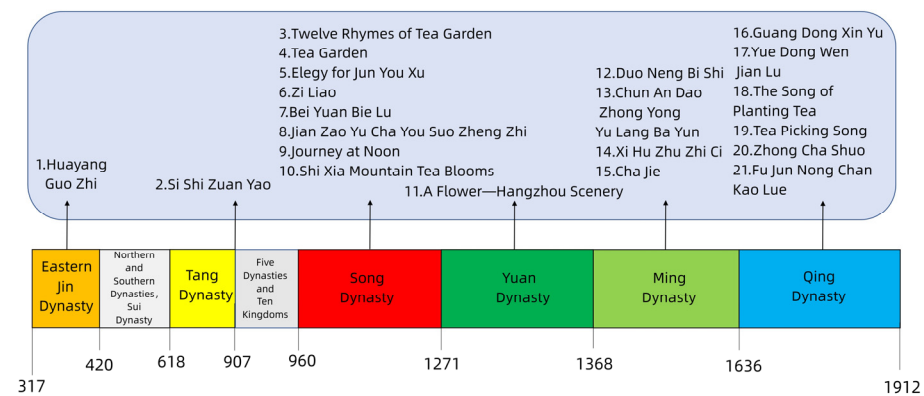 1.Huayang
Guo Zhi
2.Si Shi Zuan Yao
3.Twelve Rhymes of Tea Garden
4.Tea Garden
5.Elegy for Jun You Xu
6.Zi Liao
7.Bei Yuan Bie Lu
8.Jian Zao Yu Cha You Suo Zheng Zhi
9.Journey at Noon
10.Shi Xia Mountain Tea Blooms
11.A Flower—Hangzhou Scenery
12.Duo Neng Bi Shi
13.Chun An Dao
Zhong Yong
Yu Lang Ba Yun
14.Xi Hu Zhu Zhi Ci
15.Cha Jie
16.Guang Dong Xin Yu
17.Yue Dong Wen
Jian Lu
18.The Song of
Planting Tea
19.Tea Picking Song
20.Zhong Cha Shuo
21.Fu Jun Nong Chan
Kao Lue
Eastern
Jin
Dynasty
Northern
and
Southern
Dynasties,
Sui
Dynasty
Tang
Dynasty
Five
Dynasties
and
Ten
Kingdoms
Song
Dynasty
Yuan
Dynasty
Ming
Dynasty
Qing
Dynasty
317
420
618
907
960
1271
1368
1636
1912